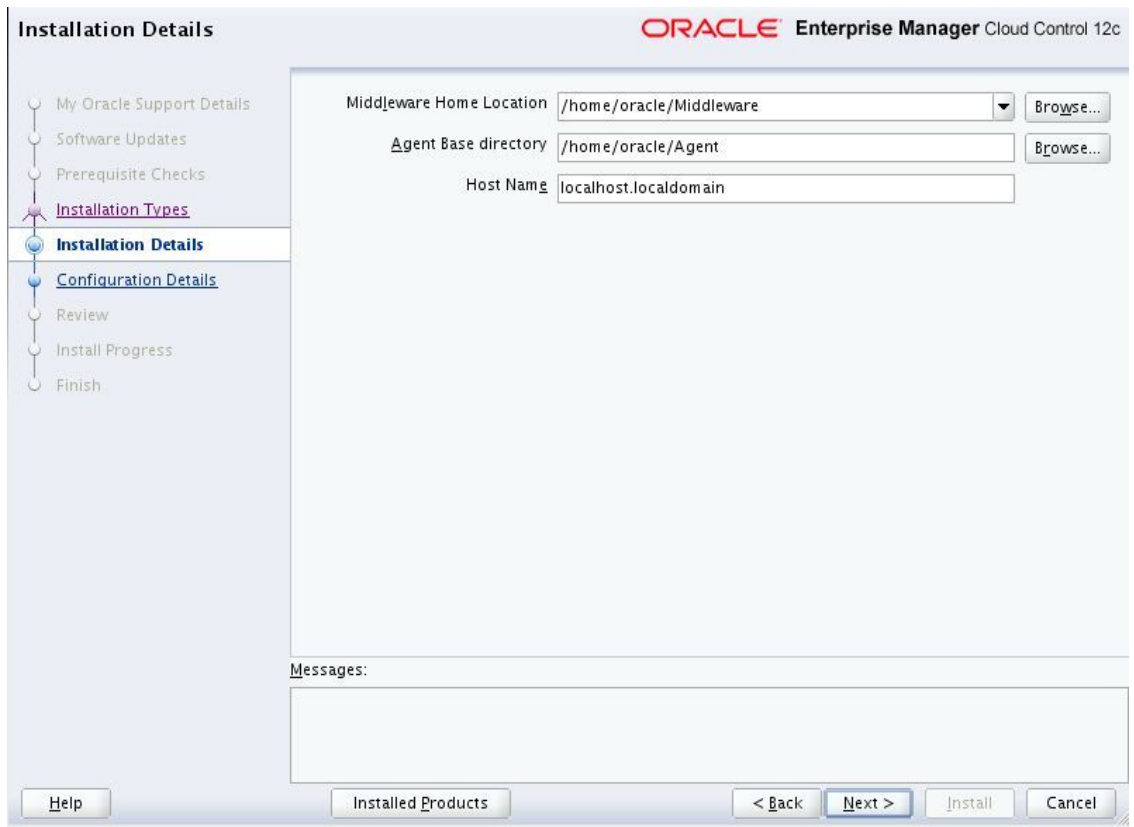 Installation Details
ORACLE Enterprise Manager Cloud Control 12c
My Oracle Support Details
Software Updates
Prerequisite Checks
Installation Types
Installation Details
Configuration Details
Review
Install Progress
Finish
Middleware Home Location /home/oracle/Middleware Browse...
Agent Base directory /home/oracle/Agent Browse...
Host Name localhost.localdomain
Messages:
Help Installed Products < Back Next > Install Cancel